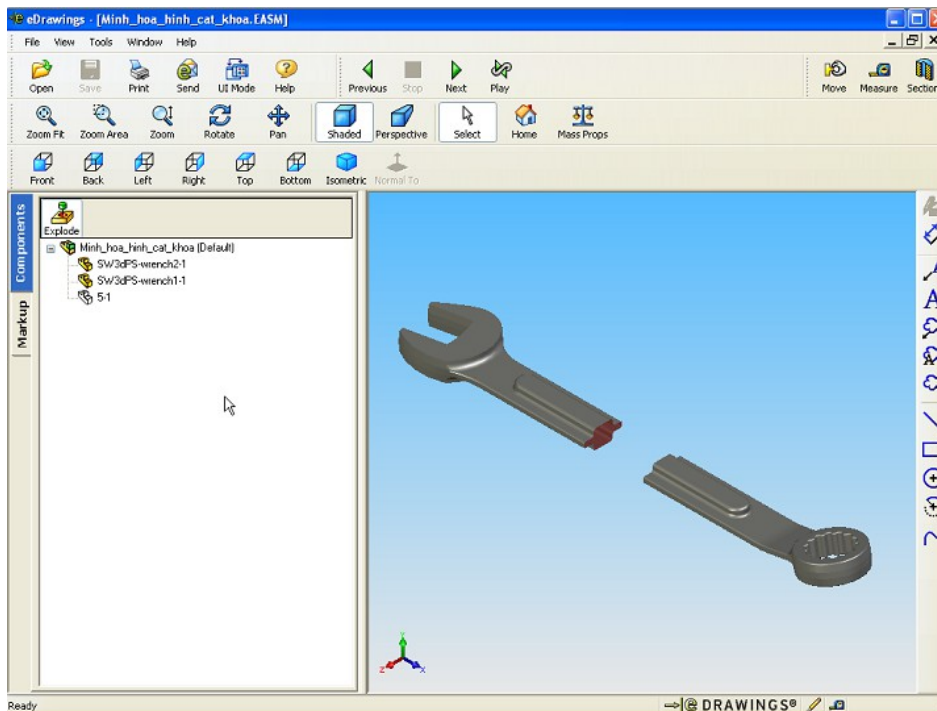 eDrawings - [Minh_hoa_hinh_cat_khoa.EASM]
File View Tools Window Help
Open Save Print Send UI Mode Help Previous Stop Next Play Move Measure Section
Zoom Fit Zoom Area Zoom Rotate Pan Shaded Perspective Select Home Mass Props
Front Back Left Right Top Bottom Isometric Normal To
Components
Markup
Explode
Minh_hoa_hinh_cat_khoa (Default)
SW3dPS-wrench2-1
SW3dPS-wrench1-1
5-1
Y
Z X
Ready
e DRAWINGS®